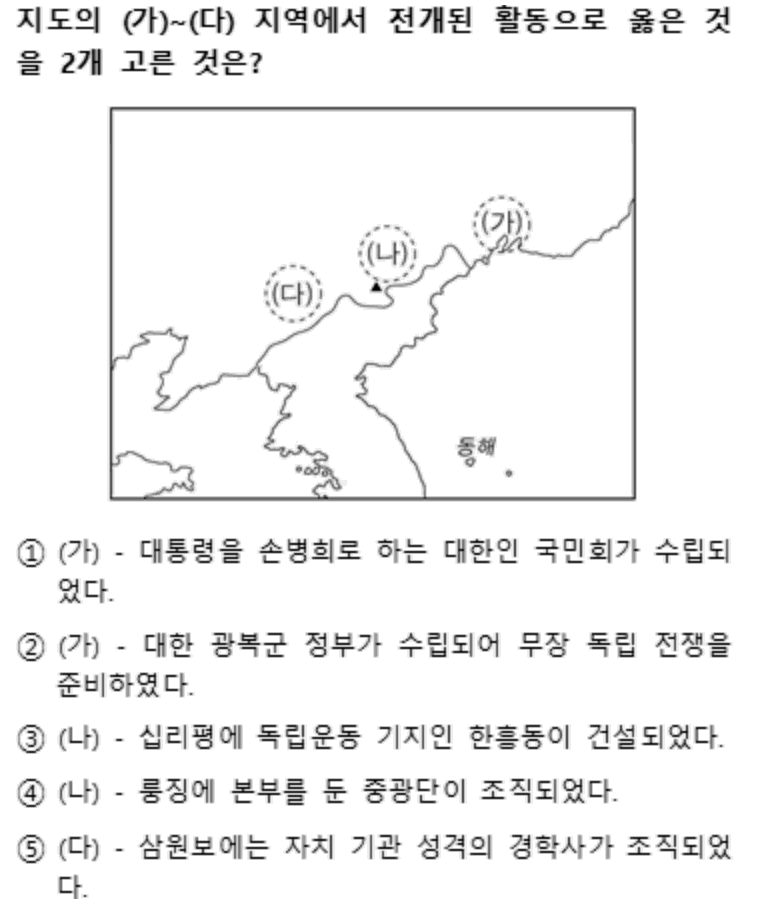 지도의 (가)~(다) 지역에서 전개된 활동으로 옳은 것
을 2개 고른 것은?
(가)
(나)
(다)
동해
① (가) - 대통령을 손병희로 하는 대한인 국민회가 수립되
었다.
② (가) - 대한 광복군 정부가 수립되어 무장 독립 전쟁을
준비하였다.
③ (나) - 십리평에 독립운동 기지인 한흥동이 건설되었다.
④ (나) - 룽징에 본부를 둔 중광단이 조직되었다.
⑤ (다) - 삼원보에는 자치 기관 성격의 경학사가 조직되었
다.